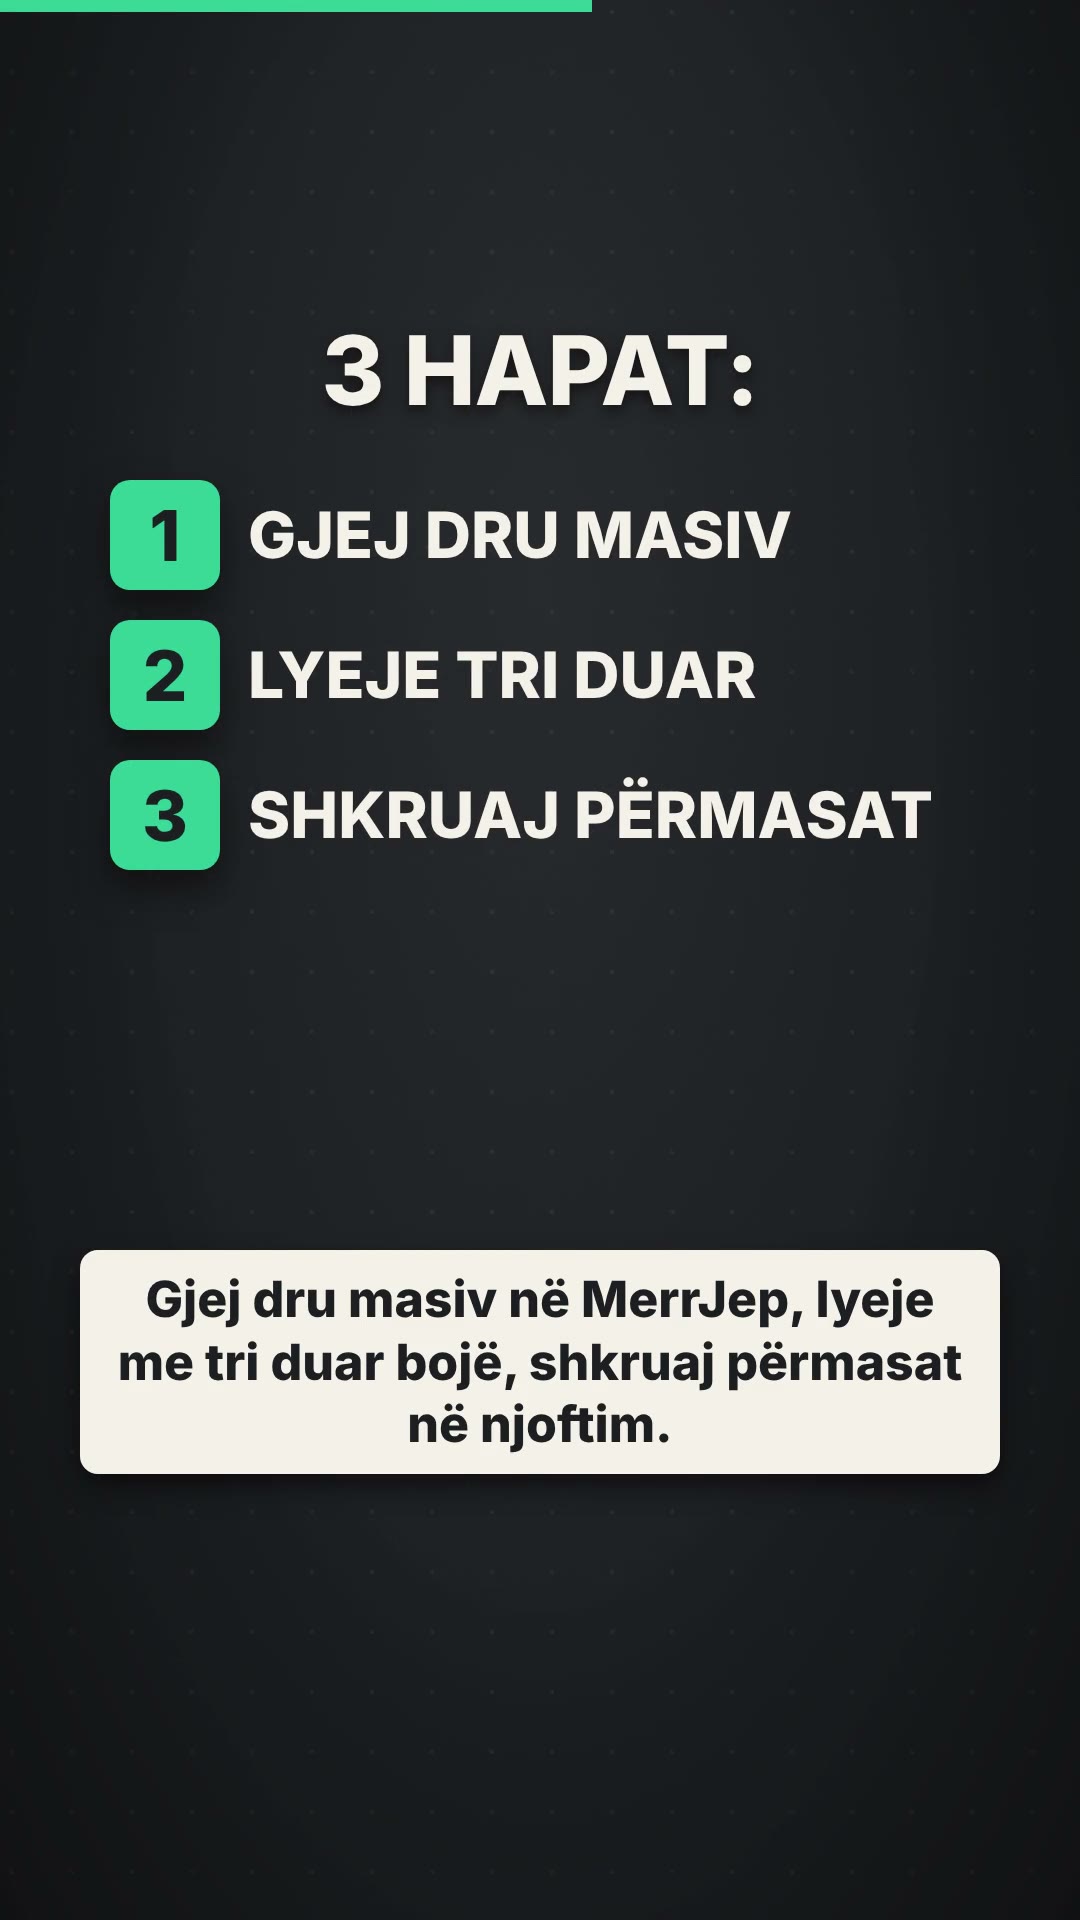 3 HAPAT:
1 GJEJ DRU MASIV
2 LYEJE TRI DUAR
3 SHKRUAJ PËRMASAT
Gjej dru masiv në MerrJep, lyeje
me tri duar bojë, shkruaj përmasat
në njoftim.